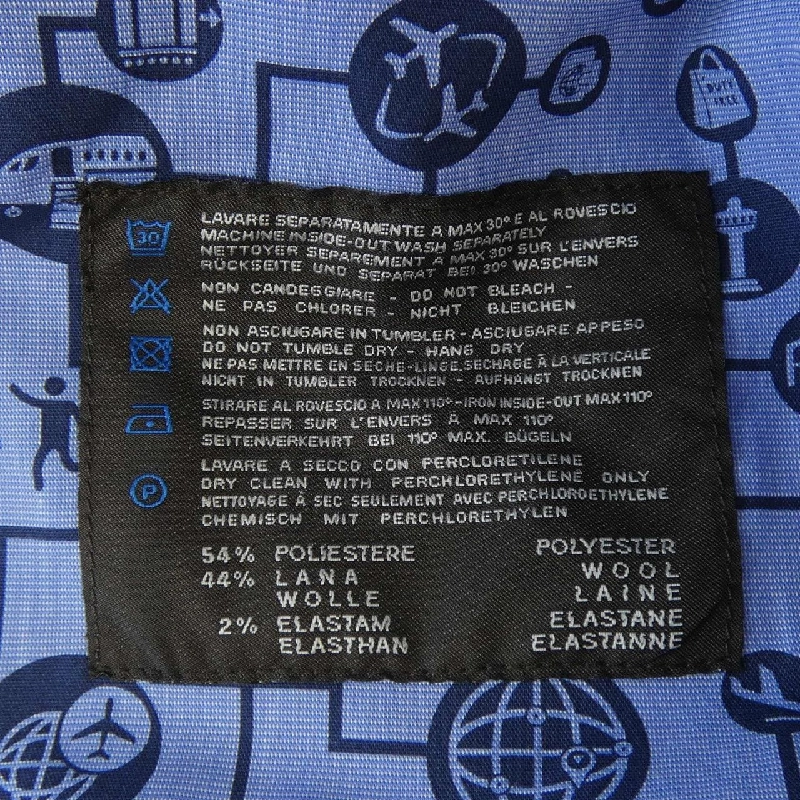 DUTY
FREE
30
LAVARE SEPARATAMENTE A MAX 30° E AL ROVESCIO
MACHINE INSIDE-OUT WASH SEPARATELY
NETTOYER SEPAREMENT A MAX 30° SUR L'ENVERS
RÜCKSEITE UND SEPARAT BEI 30° WASCHEN
NON CANDEGGIARE - DO NOT BLEACH -
NE PAS CHLORER - NICHT BLEICHEN
NON ASCIUGARE IN TUMBLER - ASCIUGARE APPESO
DO NOT TUMBLE DRY - HANG DRY
NE PAS METTRE EN SECHE-LINGE, SECHAGE À LA VERTICALE
NICHT IN TUMBLER TROCKNEN - AUFHANGT TROCKNEN
STIRARE AL ROVESCIO A MAX 110° - IRON INSIDE-OUT MAX 110°
REPASSER SUR L'ENVERS À MAX 110°
SEITENVERKEHRT BEI 110° MAX. BÜGELN
P
LAVARE A SECCO CON PERCLORETILENE
DRY CLEAN WITH PERCHLORETHYLENE ONLY
NETTOYAGE À SEC SEULEMENT AVEC PERCHLOROETHYLENE
CHEMISCH MIT PERCHLORETHYLEN
54% POLIESTERE POLYESTER
44% LANA WOOL
WOLLE LAINE
2% ELASTAM ELASTANE
ELASTHAN ELASTANNE